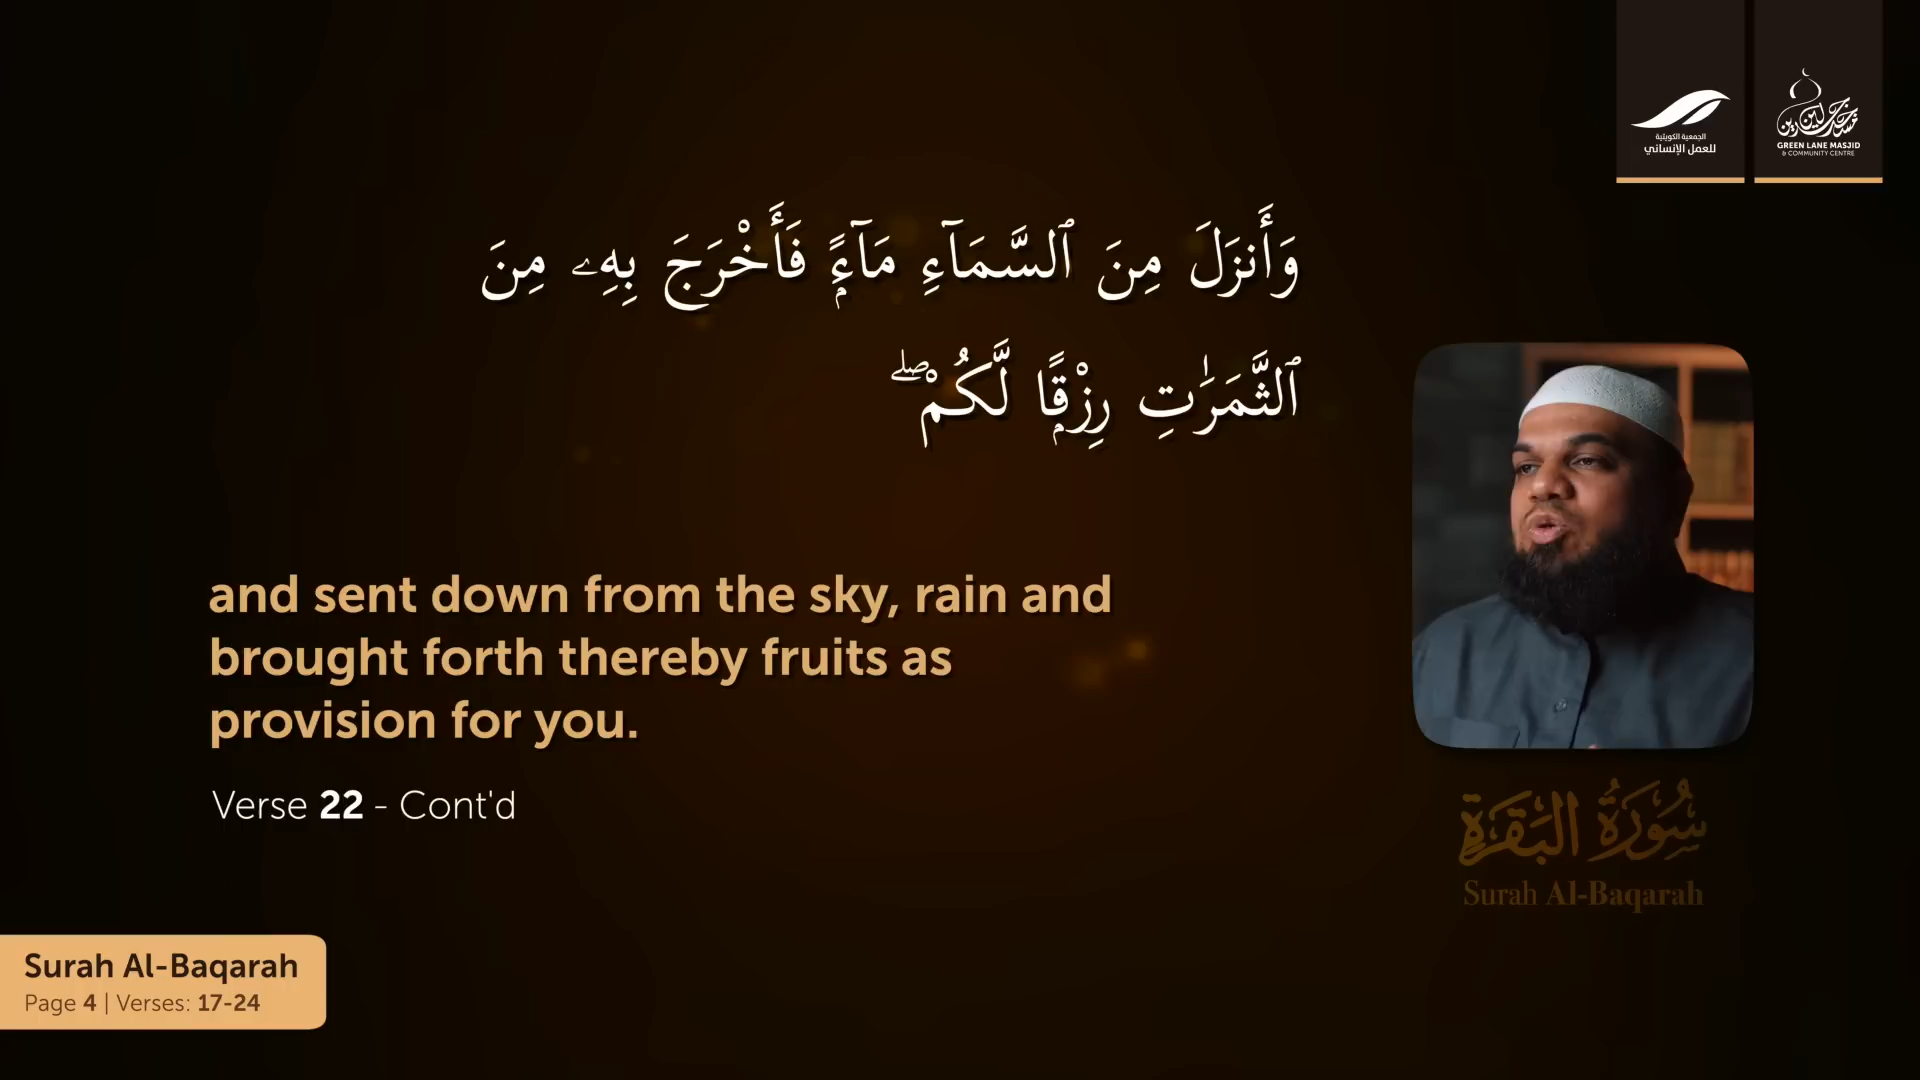 الجمعية الكويتية
للعمل الإنساني
GREEN LANE MASJID
& COMMUNITY CENTRE
وَأَنزَلَ مِنَ ٱلسَّمَآءِ مَآءًۭ فَأَخْرَجَ بِهِۦ مِنَ
ٱلثَّمَرَٰتِ رِزْقًۭا لَّكُمْ ۖ
and sent down from the sky, rain and
brought forth thereby fruits as
provision for you.
Verse 22 - Cont'd
سُورَةُ البَقَرَةِ
Surah Al-Baqarah
Surah Al-Baqarah
Page 4 | Verses: 17-24